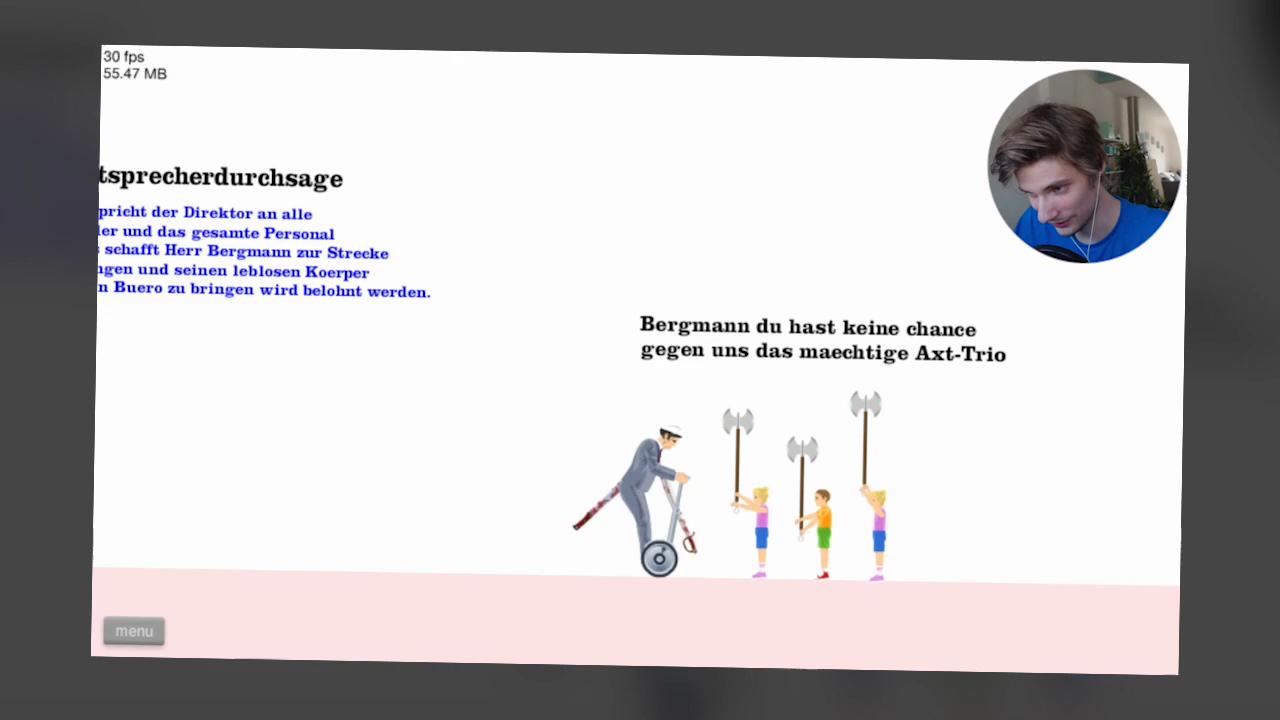 30 fps
55.47 MB
tsprecherdurchsage
pricht der Direktor an alle
ler und das gesamte Personal
schafft Herr Bergmann zur Strecke
ngen und seinen leblosen Koerper
n Buero zu bringen wird belohnt werden.
Bergmann du hast keine chance
gegen uns das maechtige Axt-Trio
menu